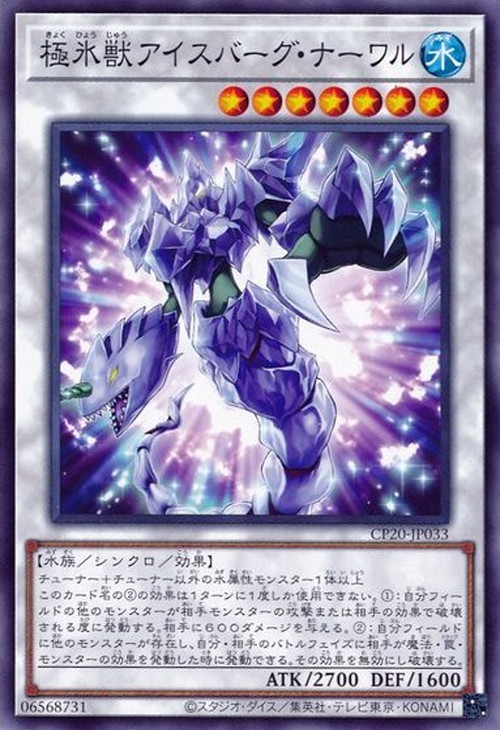 極氷獣アイスバーグ・ナーワル
水
CP20-JP033
【水族/シンクロ/効果】
チューナー+チューナー以外の水属性モンスター1体以上
このカード名の②の効果は1ターンに1度しか使用できない。①:自分フィー
ルドの他のモンスターが相手モンスターの攻撃または相手の効果で破壊
される度に発動する。相手に600ダメージを与える。②:自分フィールド
に他のモンスターが存在し、自分・相手のバトルフェイズに相手が魔法・罠・
モンスターの効果を発動した時に発動できる。その効果を無効にし破壊する。
ATK/2700 DEF/1600
06568731 ©スタジオ・ダイス/集英社・テレビ東京・KONAMI